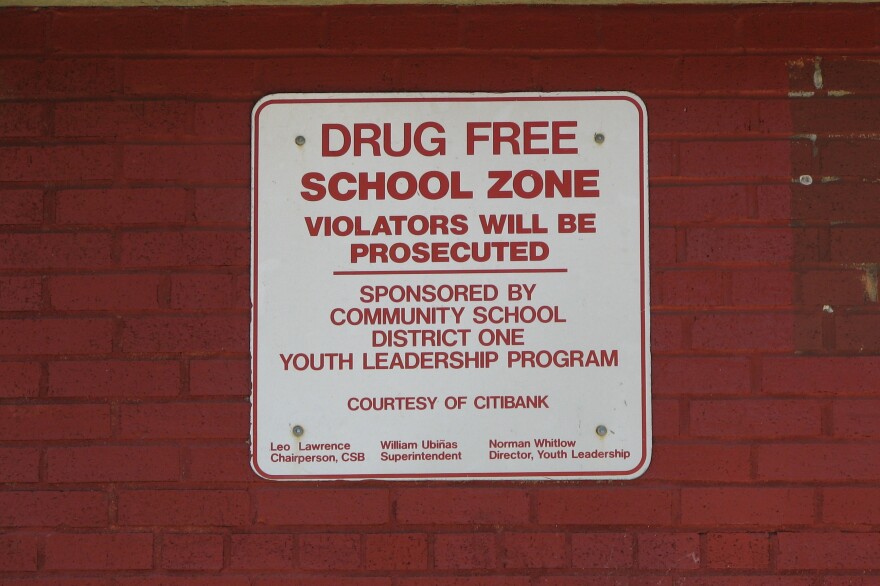 DRUG FREE
SCHOOL ZONE
VIOLATORS WILL BE
PROSECUTED
SPONSORED BY
COMMUNITY SCHOOL
DISTRICT ONE
YOUTH LEADERSHIP PROGRAM
COURTESY OF CITIBANK
Leo Lawrence
Chairperson, CSB
William Ubiñas
Superintendent
Norman Whitlow
Director, Youth Leadership